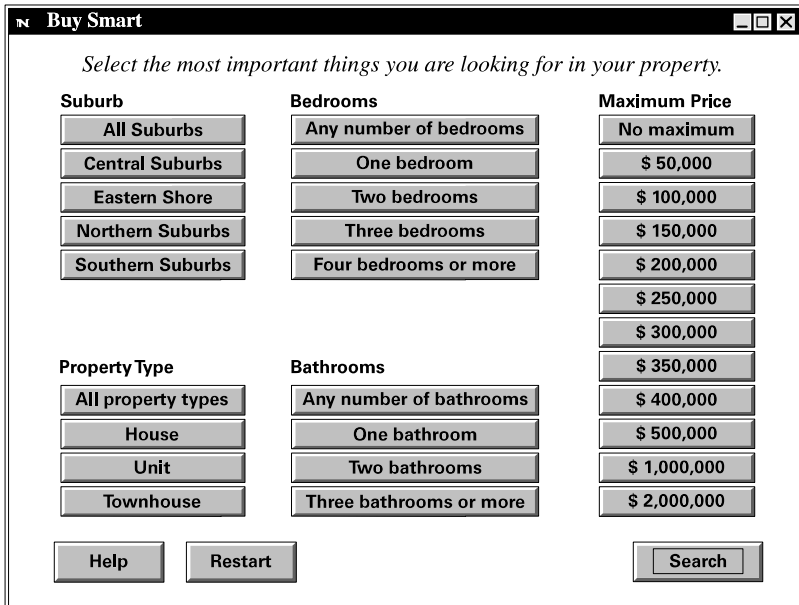 Buy Smart
Select the most important things you are looking for in your property.
Suburb
All Suburbs
Central Suburbs
Eastern Shore
Northern Suburbs
Southern Suburbs
Bedrooms
Any number of bedrooms
One bedroom
Two bedrooms
Three bedrooms
Four bedrooms or more
Maximum Price
No maximum
$ 50,000
$ 100,000
$ 150,000
$ 200,000
$ 250,000
$ 300,000
$ 350,000
$ 400,000
$ 500,000
$ 1,000,000
$ 2,000,000
Property Type
All property types
House
Unit
Townhouse
Bathrooms
Any number of bathrooms
One bathroom
Two bathrooms
Three bathrooms or more
Help
Restart
Search